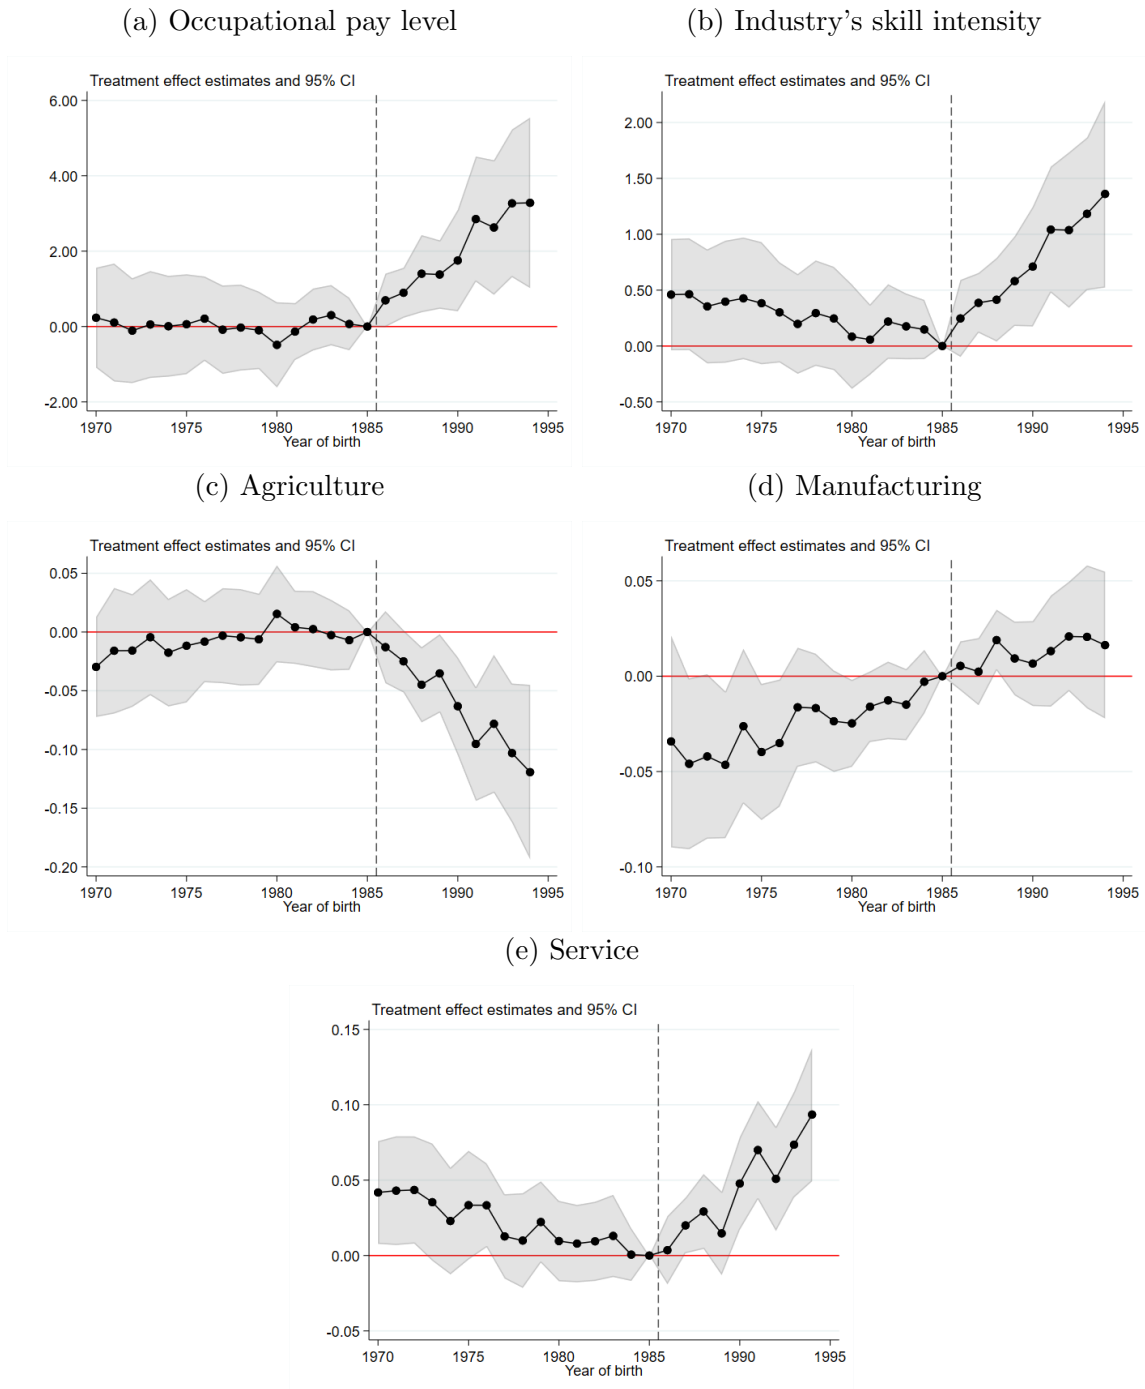 (a) Occupational pay level
Treatment effect estimates and 95% CI
6.00
4.00
2.00
0.00
-2.00
1970 1975 1980 1985 1990 1995
Year of birth
(b) Industry's skill intensity
Treatment effect estimates and 95% CI
2.00
1.50
1.00
0.50
0.00
-0.50
1970 1975 1980 1985 1990 1995
Year of birth
(c) Agriculture
Treatment effect estimates and 95% CI
0.05
0.00
-0.05
-0.10
-0.15
-0.20
1970 1975 1980 1985 1990 1995
Year of birth
(d) Manufacturing
Treatment effect estimates and 95% CI
0.05
0.00
-0.05
-0.10
1970 1975 1980 1985 1990 1995
Year of birth
(e) Service
Treatment effect estimates and 95% CI
0.15
0.10
0.05
0.00
-0.05
1970 1975 1980 1985 1990 1995
Year of birth